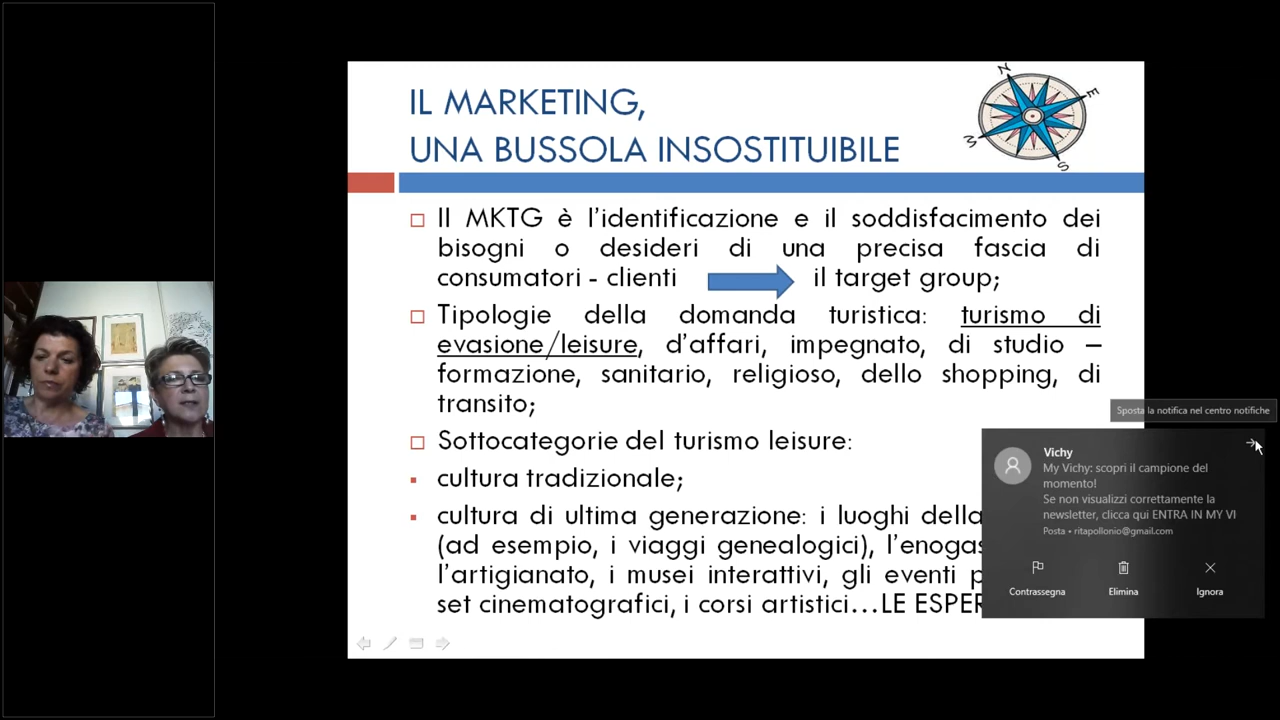 IL MARKETING,
UNA BUSSOLA INSOSTITUIBILE
N
E
S
W
Il MKTG è l'identificazione e il soddisfacimento dei
bisogni o desideri di una precisa fascia di
consumatori - clienti il target group;
Tipologie della domanda turistica: turismo di
evasione/leisure, d'affari, impegnato, di studio –
formazione, sanitario, religioso, dello shopping, di
transito;
Sottocategorie del turismo leisure:
cultura tradizionale;
cultura di ultima generazione: i luoghi della
(ad esempio, i viaggi genealogici),
l'artigianato, i musei interattivi, gli eventi
set cinematografici, i corsi artistici...LE
Sposta la notifica nel centro notifiche
Vichy
My Vichy: scopri il campione del
momento!
Se non visualizzi correttamente la
newsletter, clicca qui ENTRA IN MY VI
Posta • ritapollonio@gmail.com
Contrassegna
Elimina
Ignora